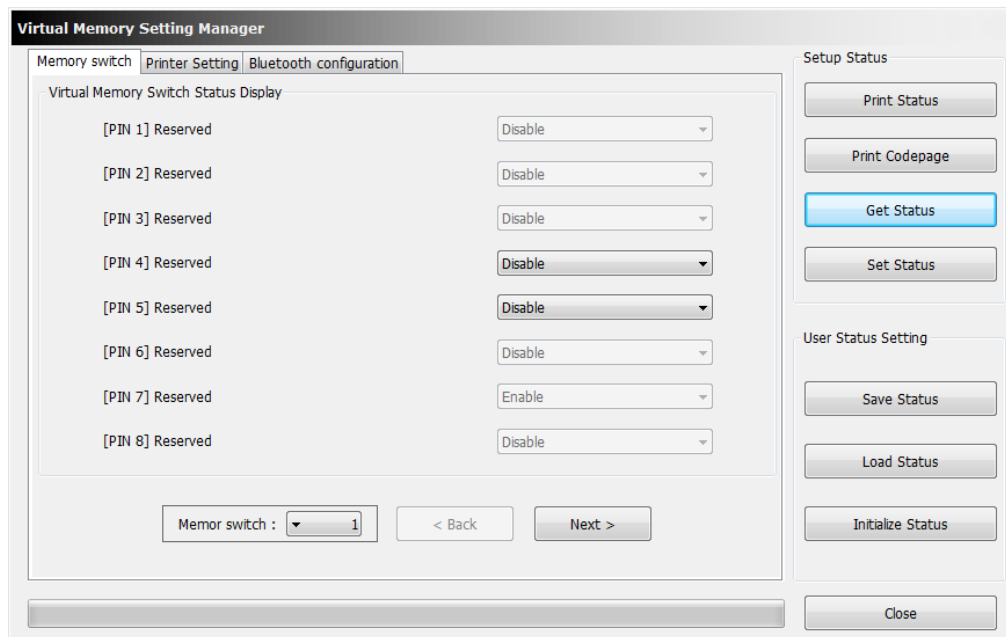 Virtual Memory Setting Manager
Memory switch Printer Setting Bluetooth configuration
Virtual Memory Switch Status Display
[PIN 1] Reserved Disable
[PIN 2] Reserved Disable
[PIN 3] Reserved Disable
[PIN 4] Reserved Disable
[PIN 5] Reserved Disable
[PIN 6] Reserved Disable
[PIN 7] Reserved Enable
[PIN 8] Reserved Disable
Memor switch : 1 < Back Next >
Setup Status
Print Status
Print Codepage
Get Status
Set Status
User Status Setting
Save Status
Load Status
Initialize Status
Close